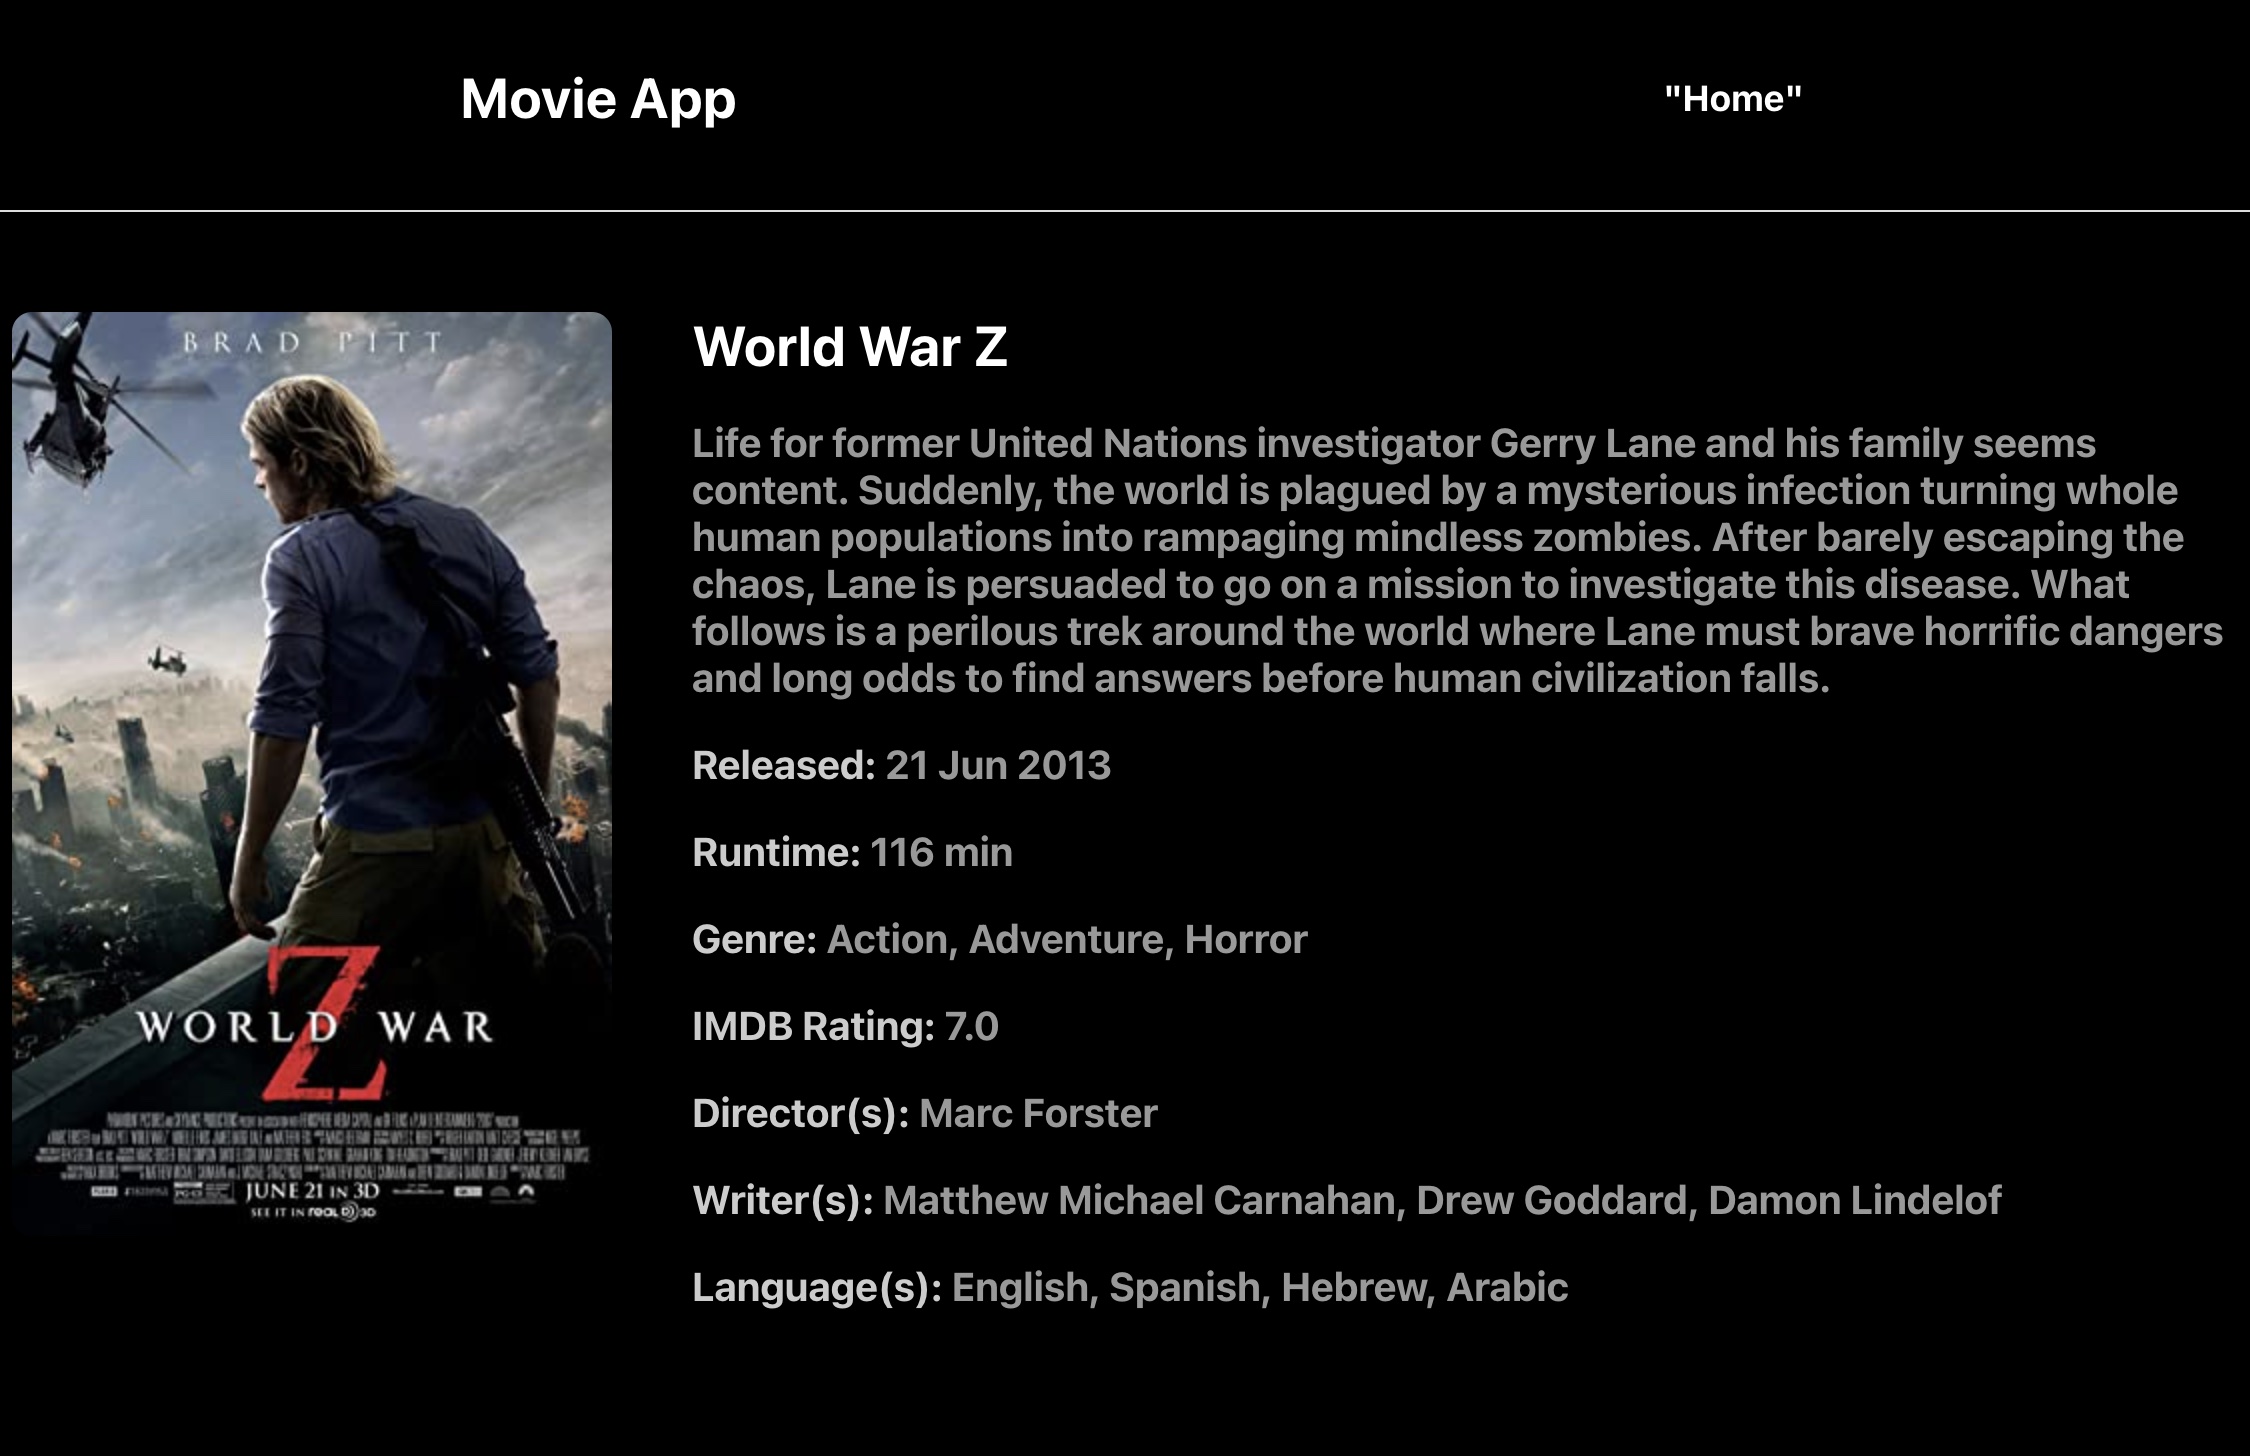 Movie App
"Home"
BRAD PITT
World War Z
Life for former United Nations investigator Gerry Lane and his family seems
content. Suddenly, the world is plagued by a mysterious infection turning whole
human populations into rampaging mindless zombies. After barely escaping the
chaos, Lane is persuaded to go on a mission to investigate this disease. What
follows is a perilous trek around the world where Lane must brave horrific dangers
and long odds to find answers before human civilization falls.
Released: 21 Jun 2013
Runtime: 116 min
Genre: Action, Adventure, Horror
IMDB Rating: 7.0
Director(s): Marc Forster
Writer(s): Matthew Michael Carnahan, Drew Goddard, Damon Lindelof
Language(s): English, Spanish, Hebrew, Arabic
WORLD WAR
Z
PG-13
JUNE 21 IN 3D
SEE IT IN REAL D 3D